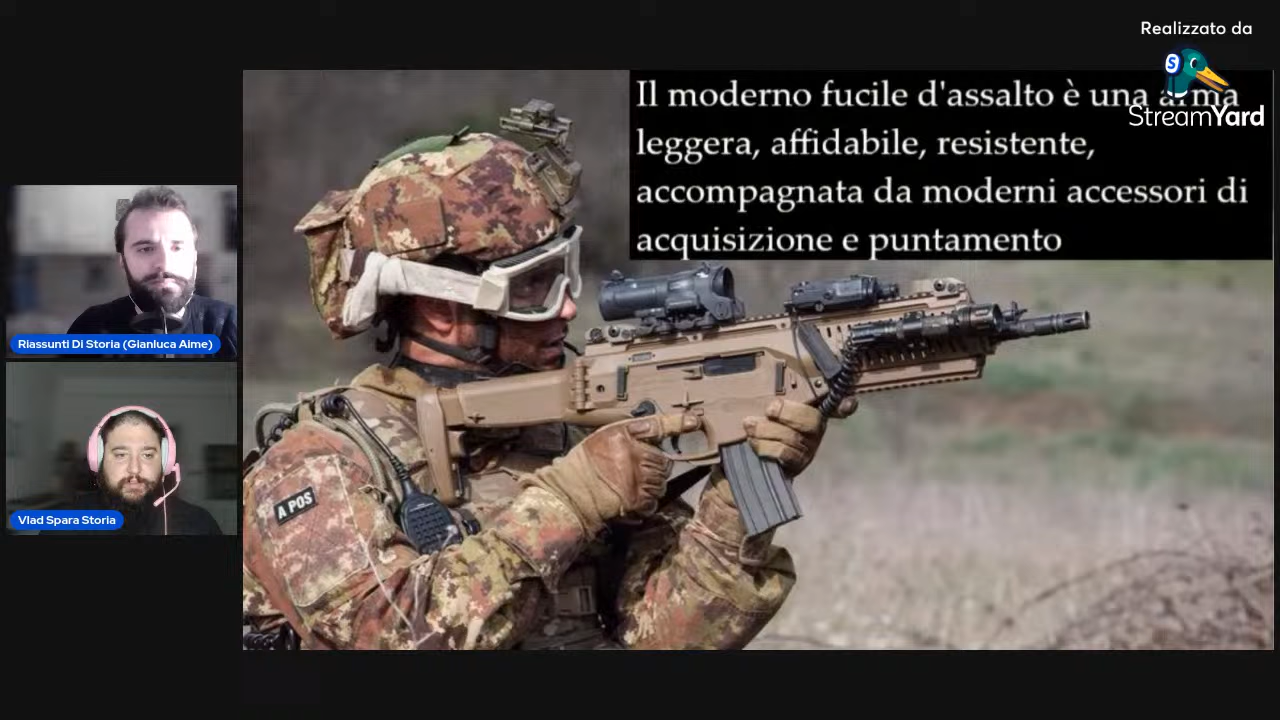 Realizzato da
StreamYard
Il moderno fucile d'assalto è una arma
leggera, affidabile, resistente,
accompagnata da moderni accessori di
acquisizione e puntamento
Riassunti Di Storia (Gianluca Aime)
Vlad Spara Storia
A POS